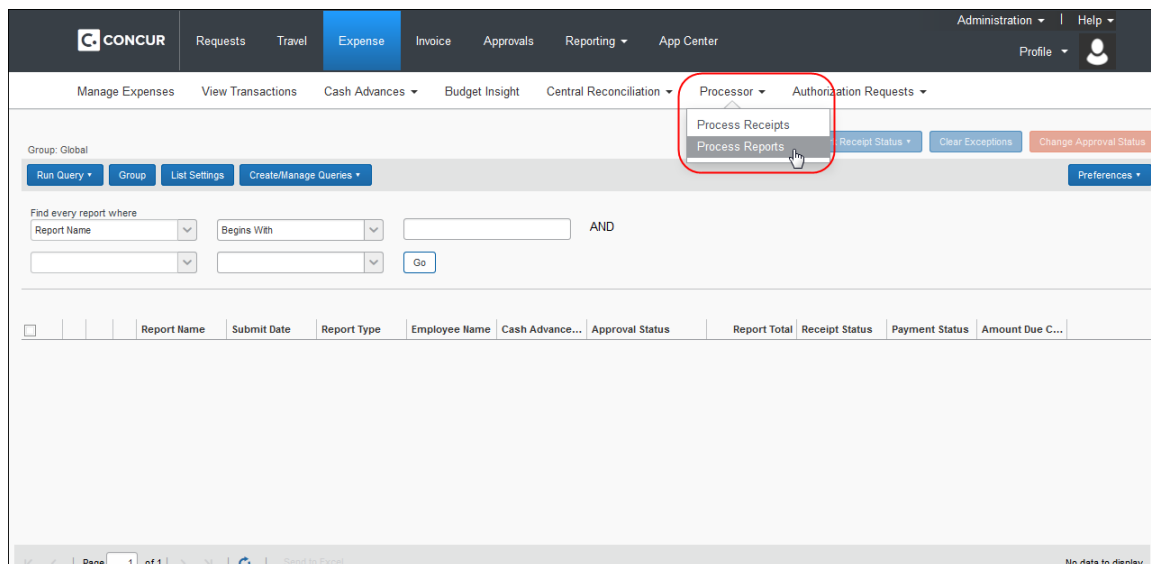 Administration | Help
C. CONCUR Requests Travel Expense Invoice Approvals Reporting App Center
Profile
Manage Expenses View Transactions Cash Advances Budget Insight Central Reconciliation Processor Authorization Requests
Process Receipts
Process Reports
Receipt Status Clear Exceptions Change Approval Status
Group: Global
Run Query Group List Settings Create/Manage Queries Preferences
Find every report where
Report Name Begins With AND
Go
Report Name Submit Date Report Type Employee Name Cash Advance... Approval Status Report Total Receipt Status Payment Status Amount Due C...
Page 1 of 1 Send to Excel No data to display